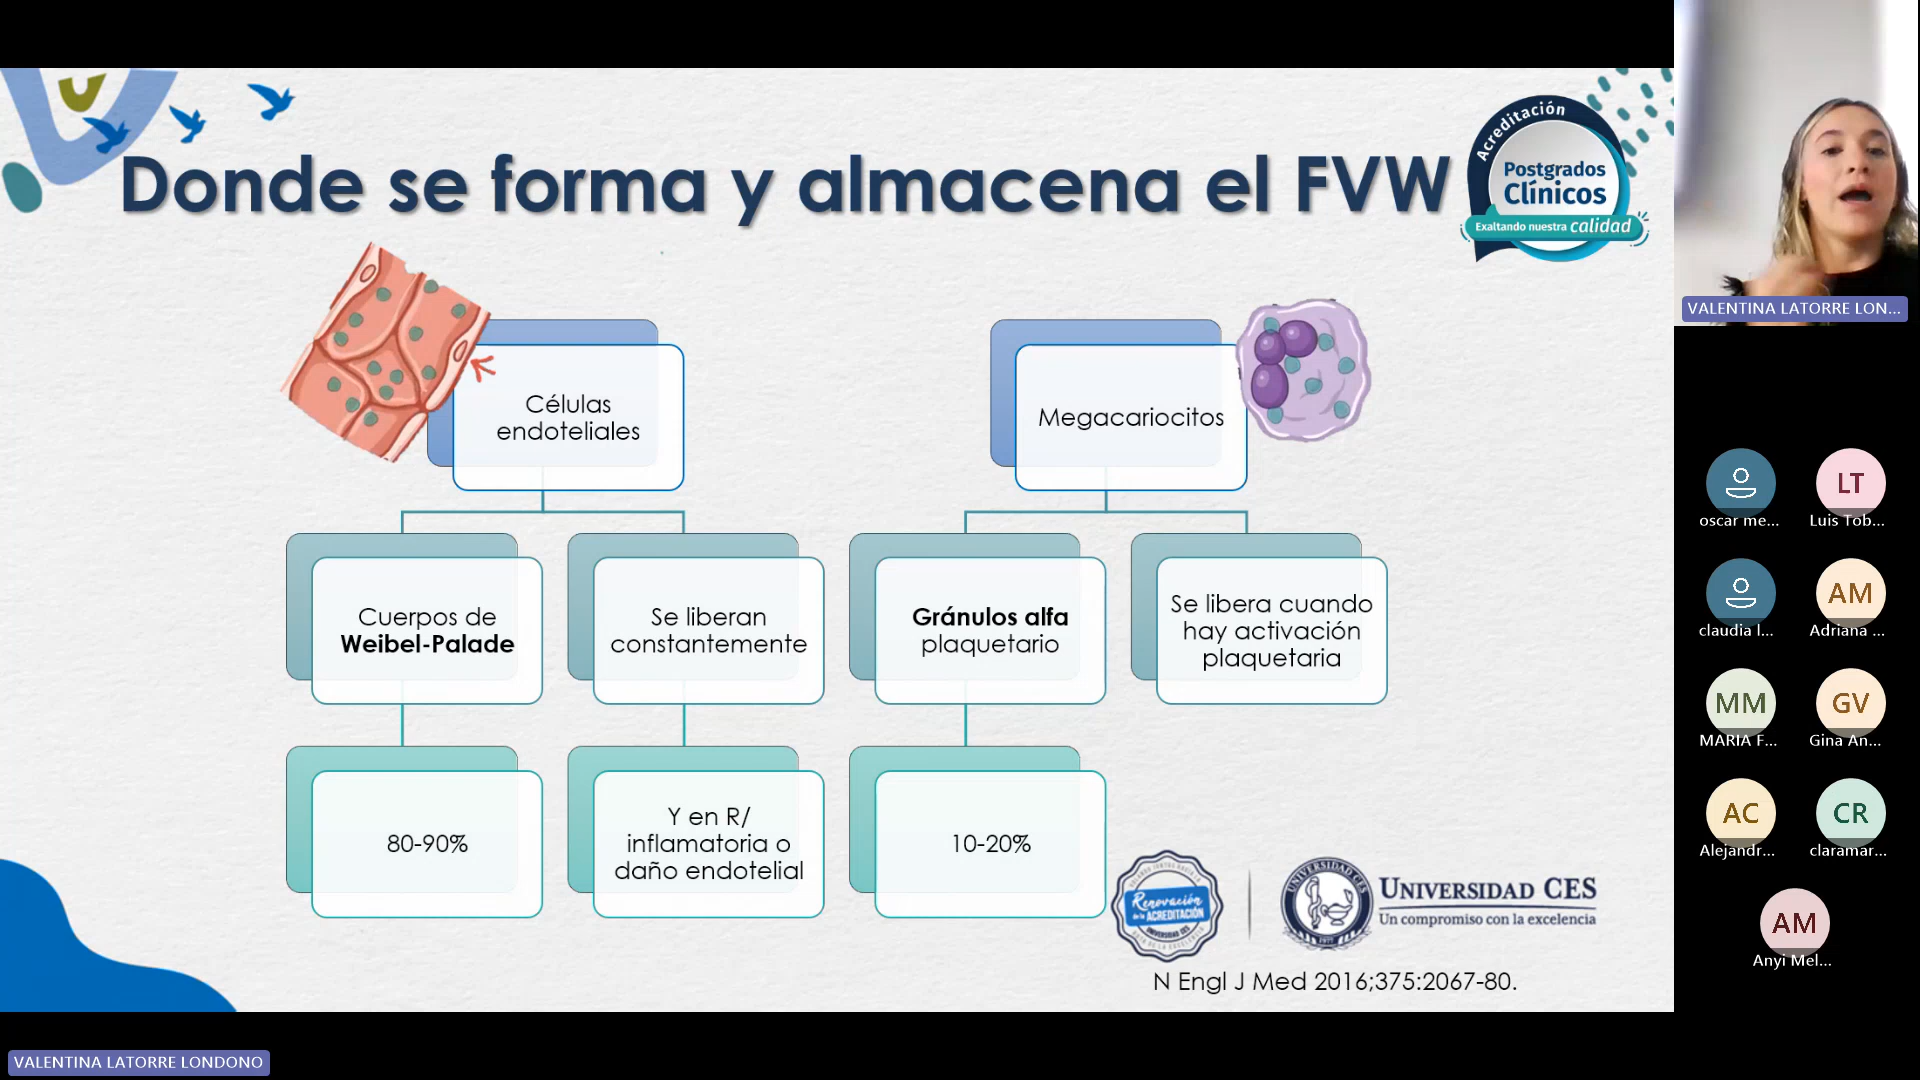 Donde se forma y almacena el FVW
Acreditación
Postgrados
Clínicos
Exaltando nuestra calidad
VALENTINA LATORRE LON...
Células
endoteliales
Megacariocitos
Cuerpos de
Weibel-Palade
Se liberan
constantemente
Gránulos alfa
plaquetario
Se libera cuando
hay activación
plaquetaria
80-90%
Y en R/
inflamatoria o
daño endotelial
10-20%
Renovación
de la ACREDITACIÓN
UNIVERSIDAD CES
UNIVERSIDAD CES
Un compromiso con la excelencia
N Engl J Med 2016;375:2067-80.
oscar me...
LT
Luis Tob...
claudia l...
AM
Adriana ...
MM
MARIA F...
GV
Gina An...
AC
Alejandr...
CR
claramar...
AM
Anyi Mel...
VALENTINA LATORRE LONDONO